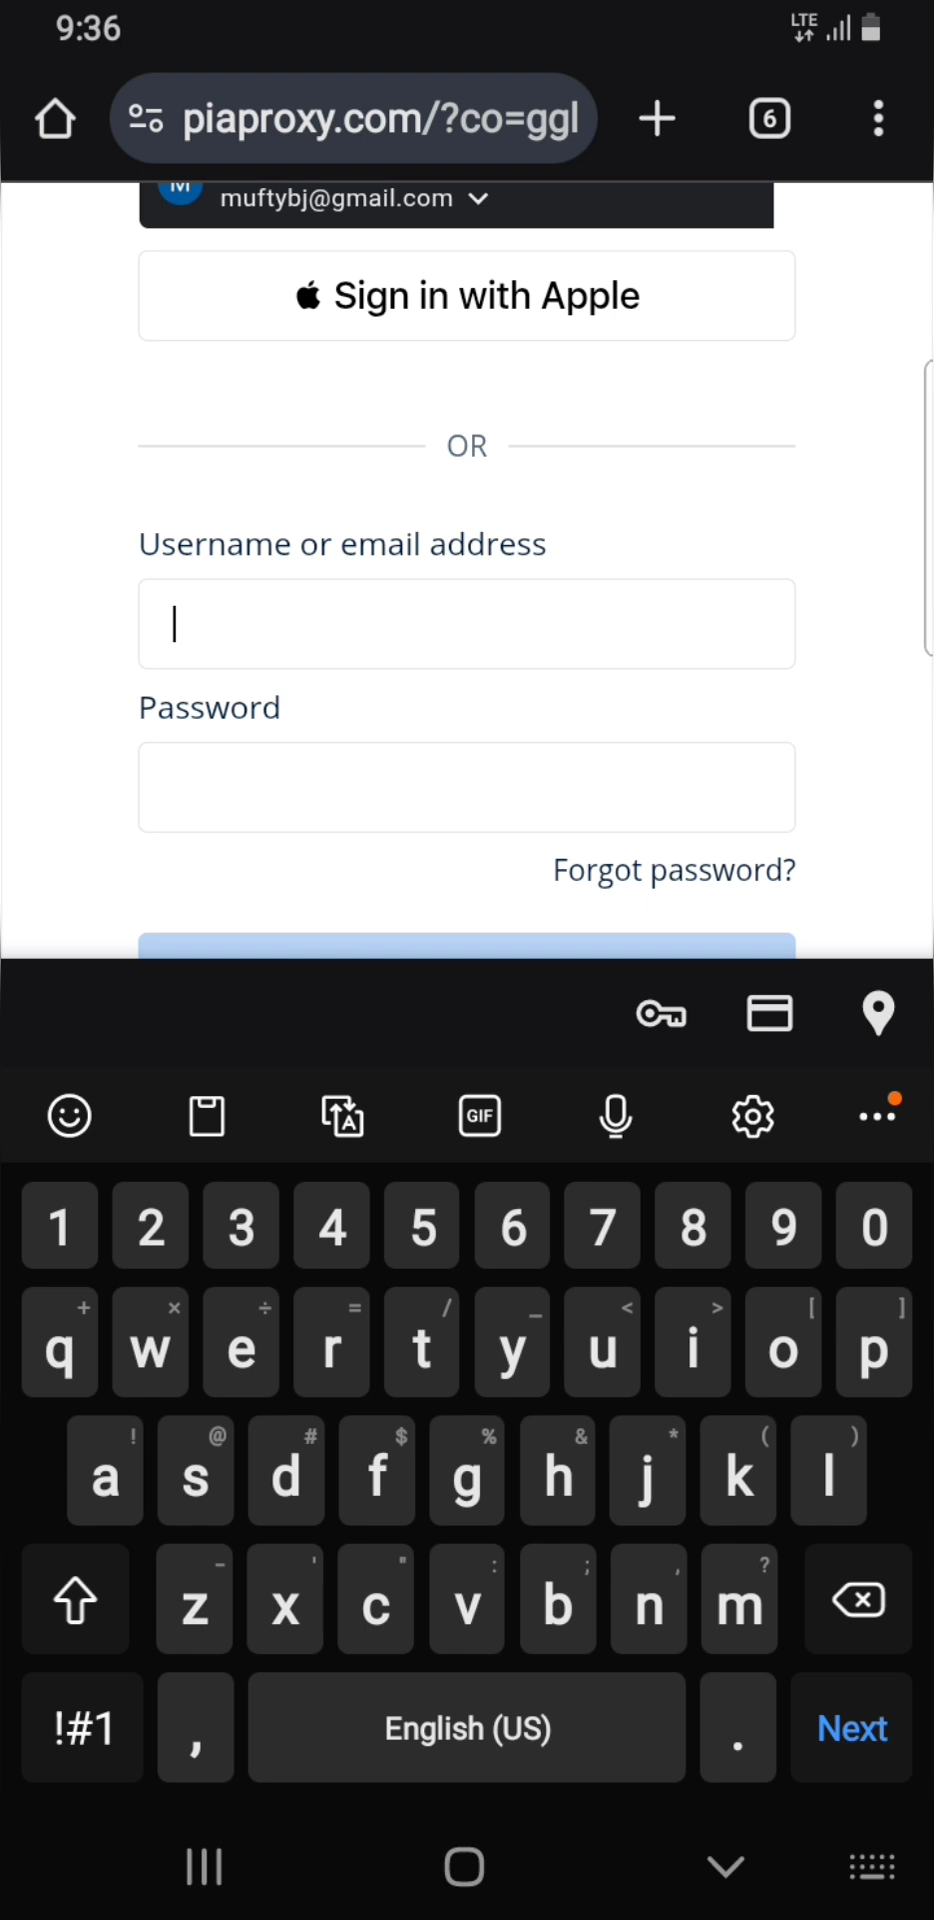 9:36
LTE
piaproxy.com/?co=ggl
6
M
muftybj@gmail.com
Sign in with Apple
OR
Username or email address
Password
Forgot password?
GIF
1 2 3 4 5 6 7 8 9 0
+ × ÷ = / _ < > [ ]
q w e r t y u i o p
! @ # $ % & * ( )
a s d f g h j k l
- ' " : ; , ?
z x c v b n m
!#1 , English (US) . Next